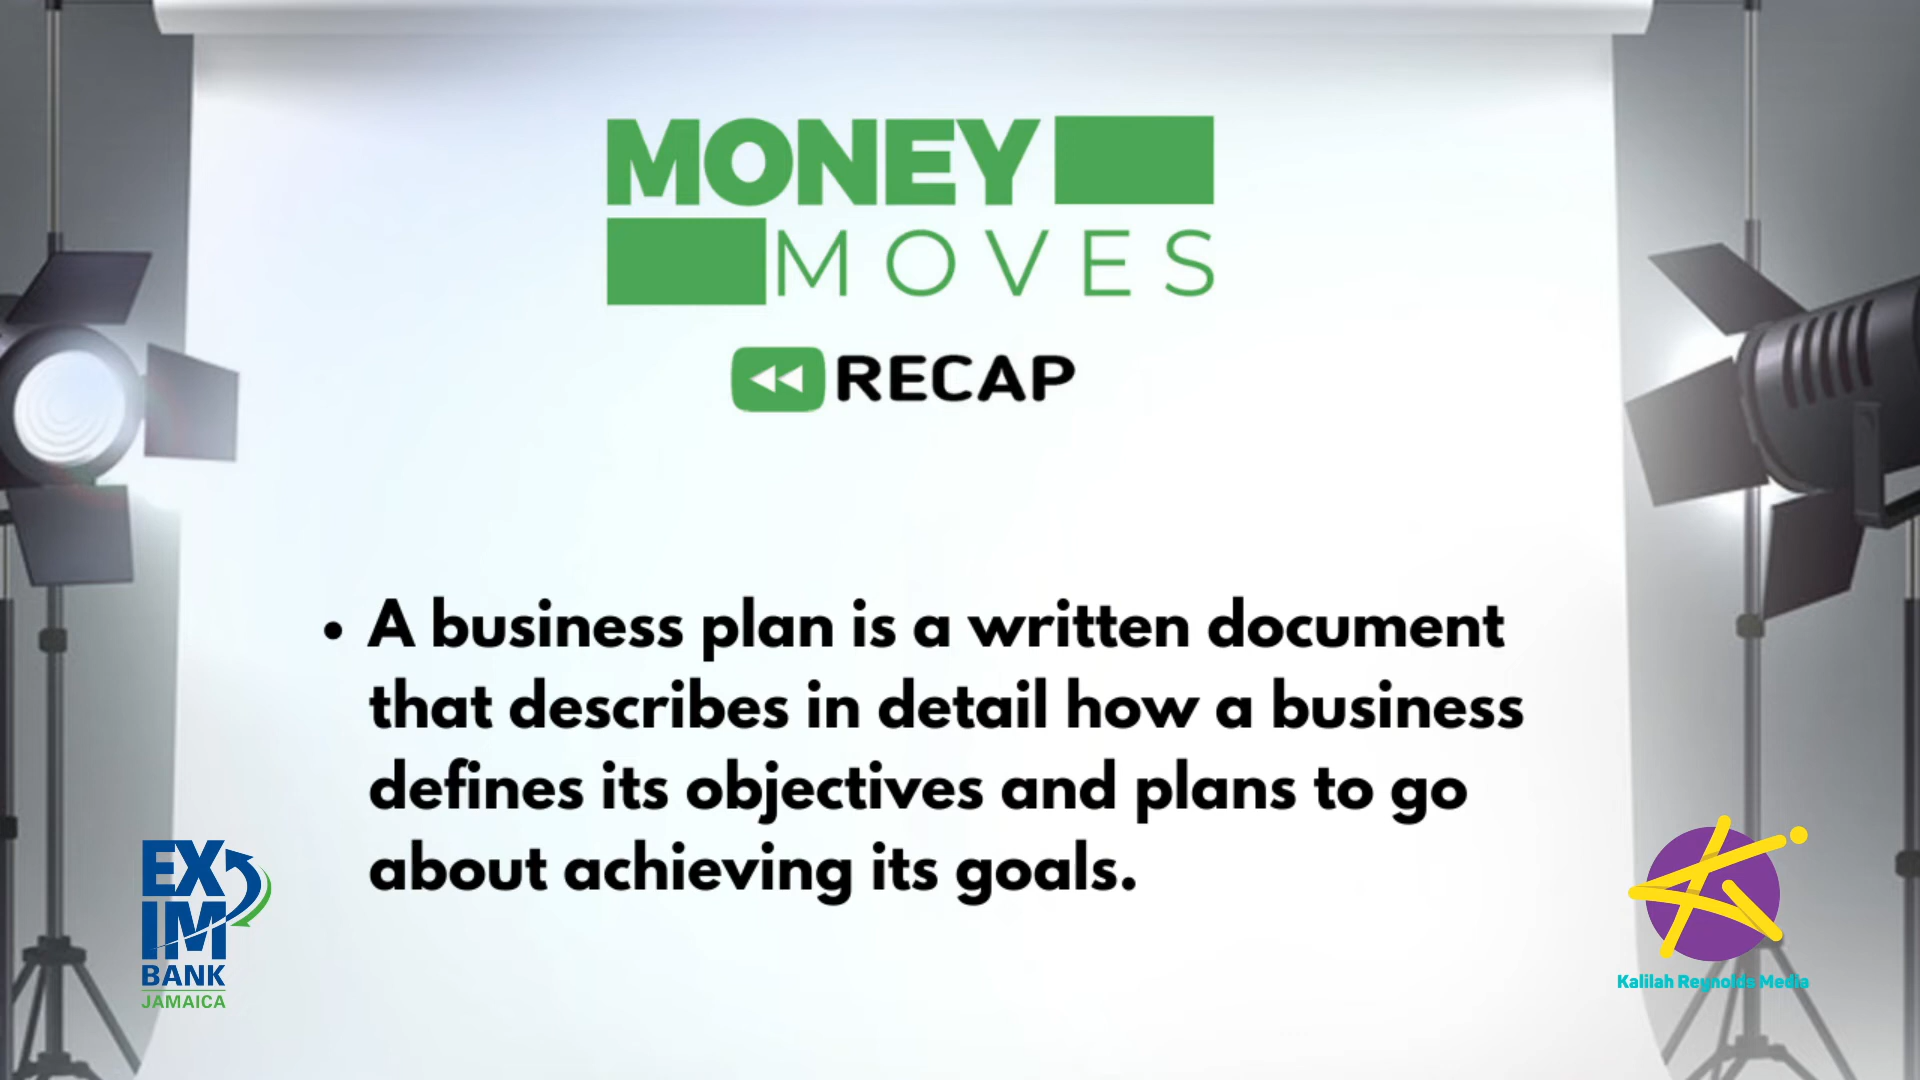 MONEY
MOVES
RECAP
• A business plan is a written document
that describes in detail how a business
defines its objectives and plans to go
about achieving its goals.
EX
IM
BANK
JAMAICA
Kalilah Reynolds Media